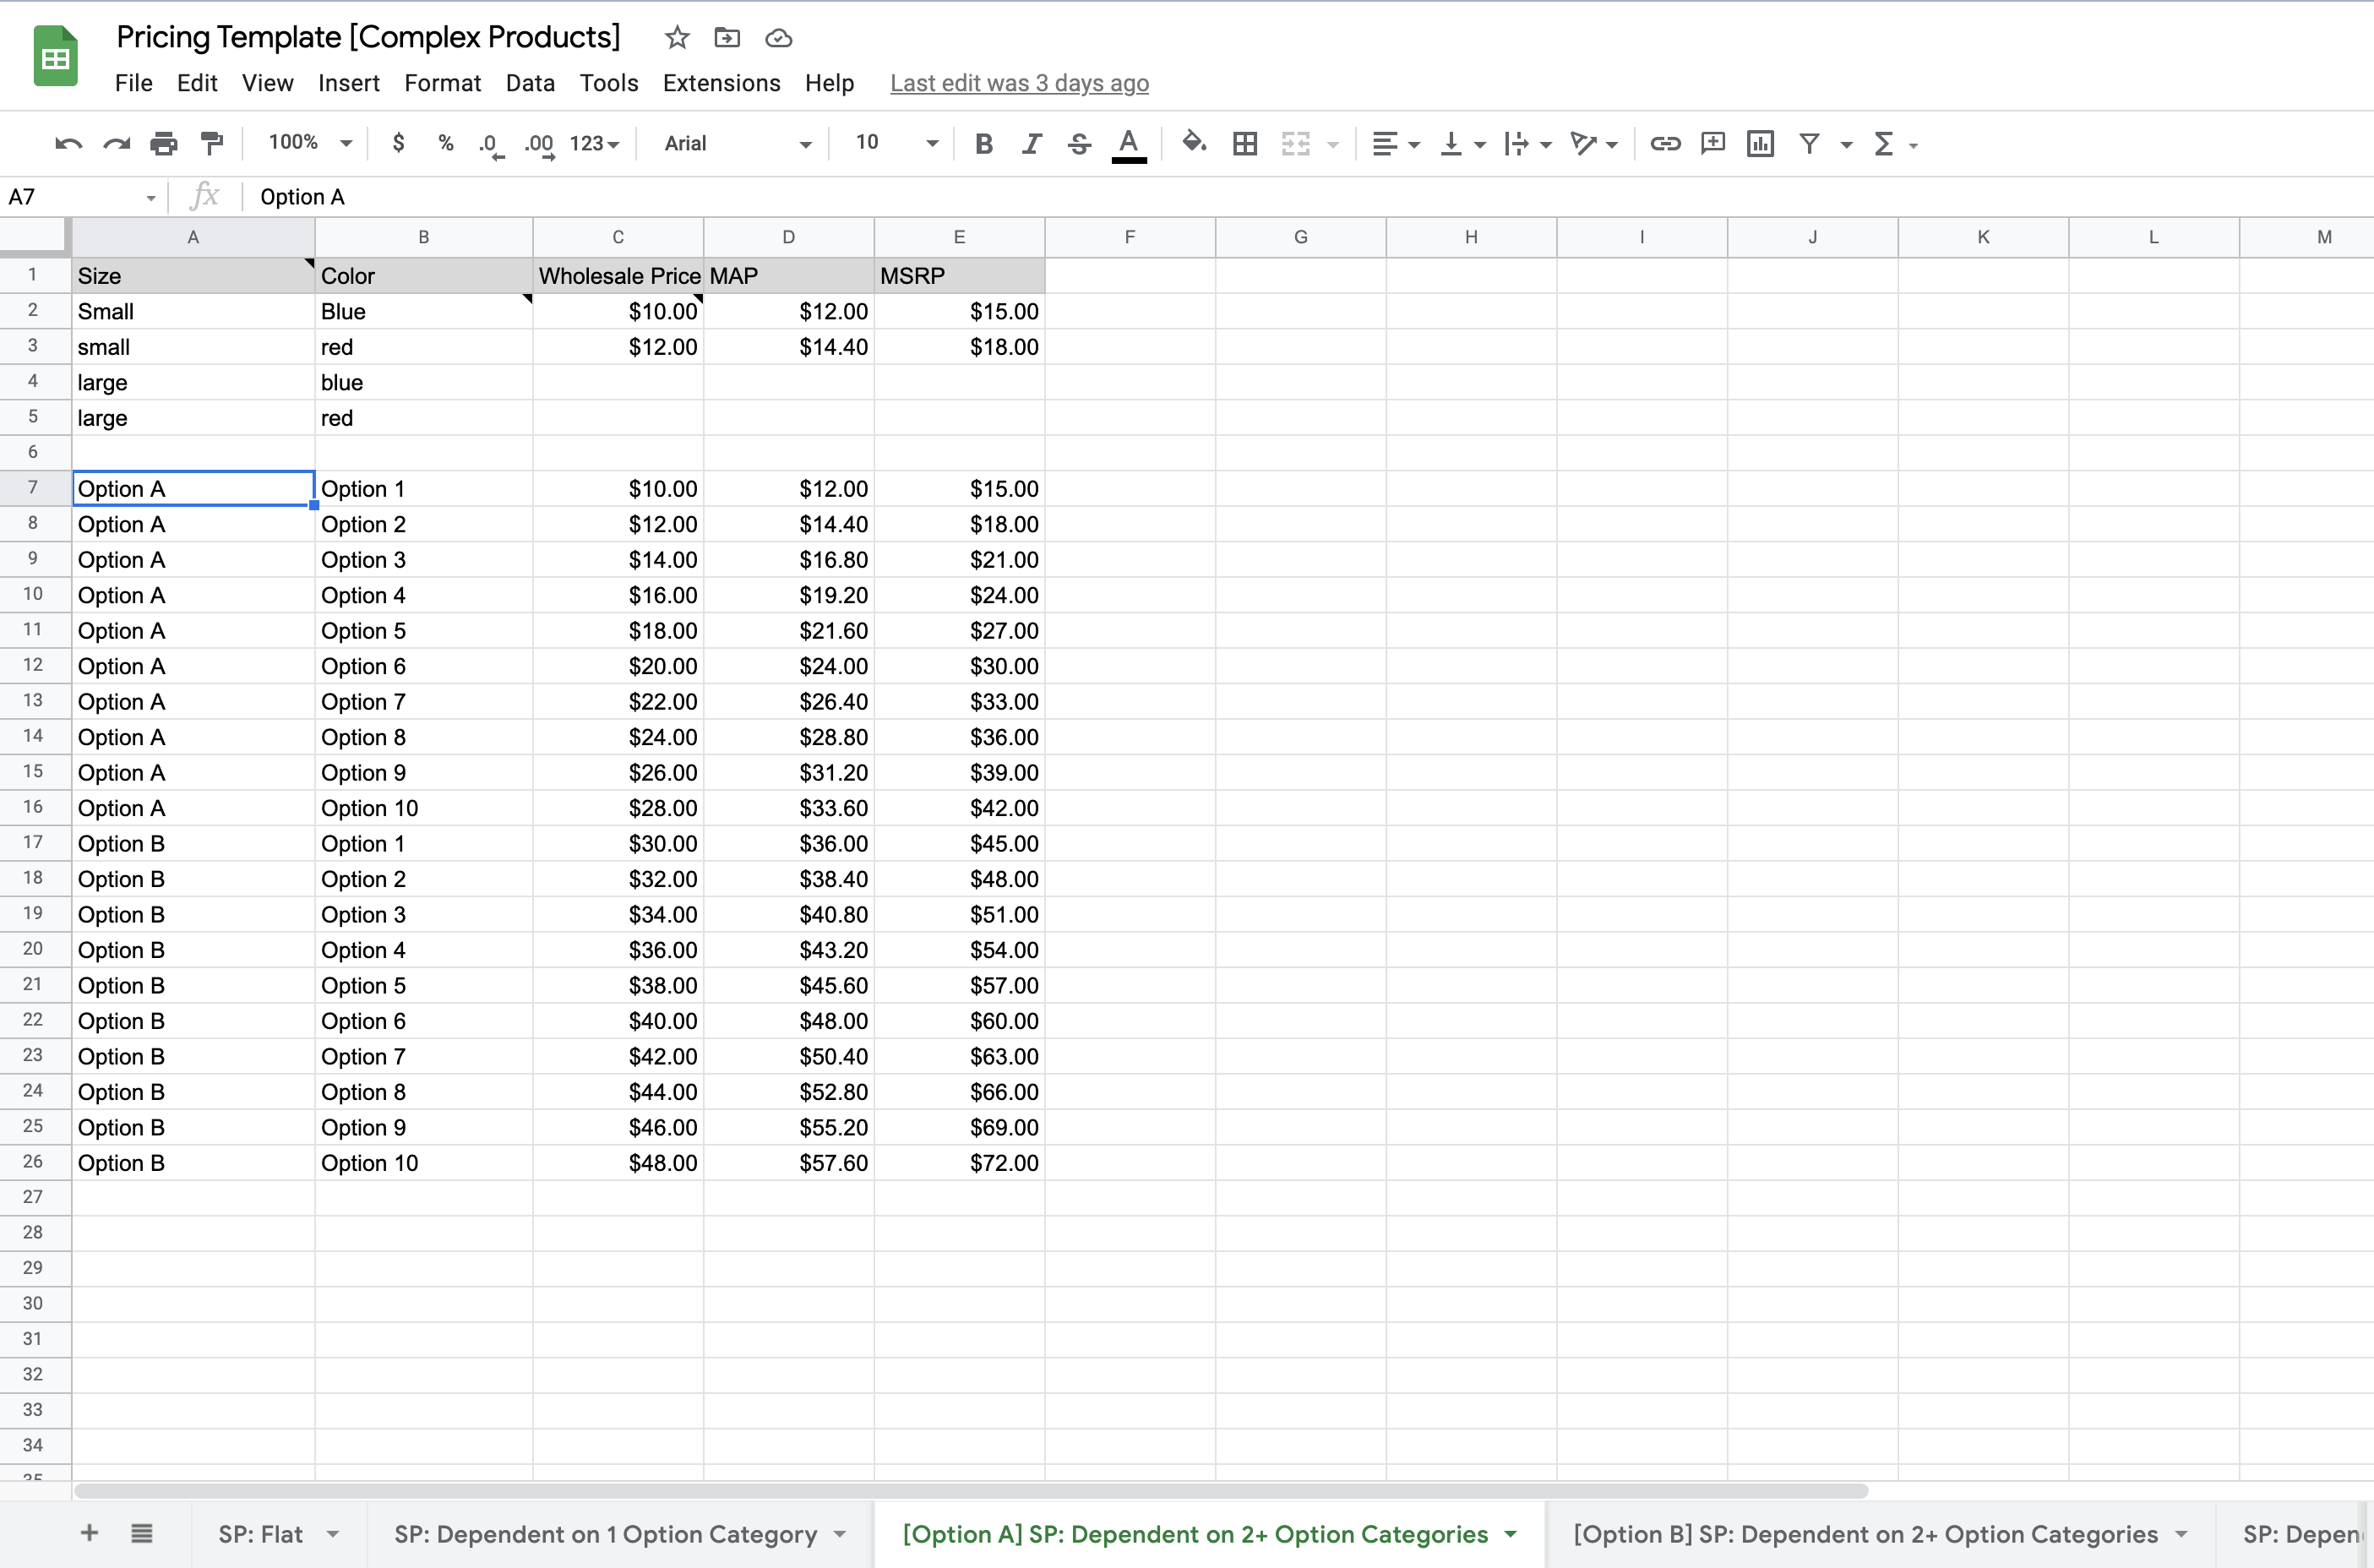 Pricing Template [Complex Products]
File Edit View Insert Format Data Tools Extensions Help Last edit was 3 days ago
100% $ % .0 .00 123 Arial 10 B I S A Σ
A7 fx Option A
A B C D E F G H I J K L M
1 Size Color Wholesale Price MAP MSRP
2 Small Blue $10.00 $12.00 $15.00
3 small red $12.00 $14.40 $18.00
4 large blue
5 large red
6
7 Option A Option 1 $10.00 $12.00 $15.00
8 Option A Option 2 $12.00 $14.40 $18.00
9 Option A Option 3 $14.00 $16.80 $21.00
10 Option A Option 4 $16.00 $19.20 $24.00
11 Option A Option 5 $18.00 $21.60 $27.00
12 Option A Option 6 $20.00 $24.00 $30.00
13 Option A Option 7 $22.00 $26.40 $33.00
14 Option A Option 8 $24.00 $28.80 $36.00
15 Option A Option 9 $26.00 $31.20 $39.00
16 Option A Option 10 $28.00 $33.60 $42.00
17 Option B Option 1 $30.00 $36.00 $45.00
18 Option B Option 2 $32.00 $38.40 $48.00
19 Option B Option 3 $34.00 $40.80 $51.00
20 Option B Option 4 $36.00 $43.20 $54.00
21 Option B Option 5 $38.00 $45.60 $57.00
22 Option B Option 6 $40.00 $48.00 $60.00
23 Option B Option 7 $42.00 $50.40 $63.00
24 Option B Option 8 $44.00 $52.80 $66.00
25 Option B Option 9 $46.00 $55.20 $69.00
26 Option B Option 10 $48.00 $57.60 $72.00
27
28
29
30
31
32
33
34
35
SP: Flat SP: Dependent on 1 Option Category [Option A] SP: Dependent on 2+ Option Categories [Option B] SP: Dependent on 2+ Option Categories SP: Depen